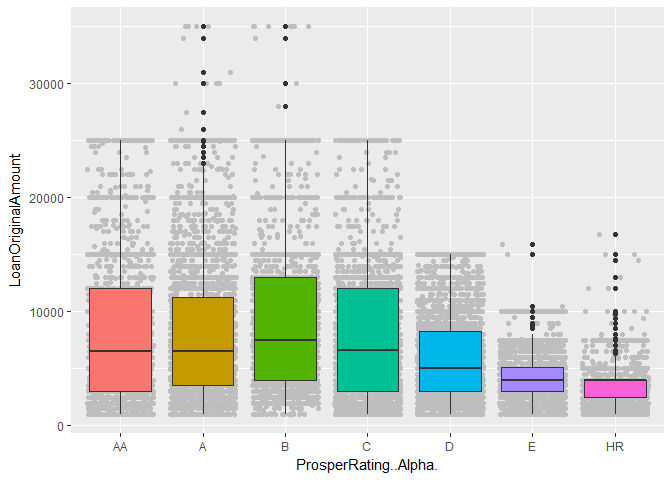 LoanOriginalAmount
30000
20000
10000
0
AA A B C D E HR
ProsperRating..Alpha.